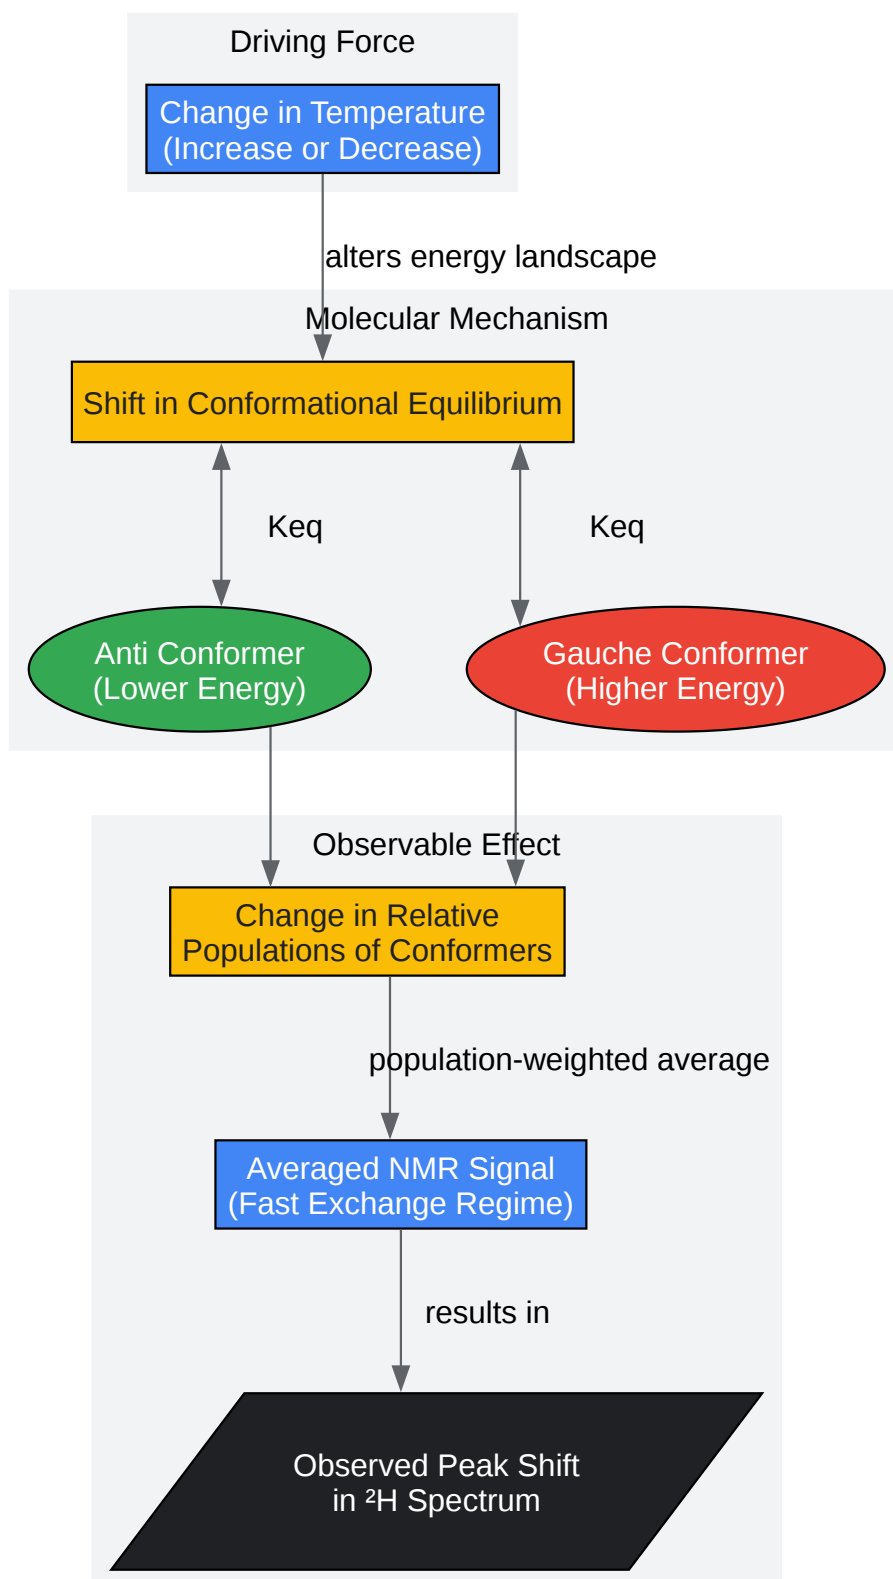 Driving Force
Change in Temperature
(Increase or Decrease)
alters energy landscape
Molecular Mechanism
Shift in Conformational Equilibrium
Keq
Keq
Anti Conformer
(Lower Energy)
Gauche Conformer
(Higher Energy)
Observable Effect
Change in Relative
Populations of Conformers
population-weighted average
Averaged NMR Signal
(Fast Exchange Regime)
results in
Observed Peak Shift
in ²H Spectrum